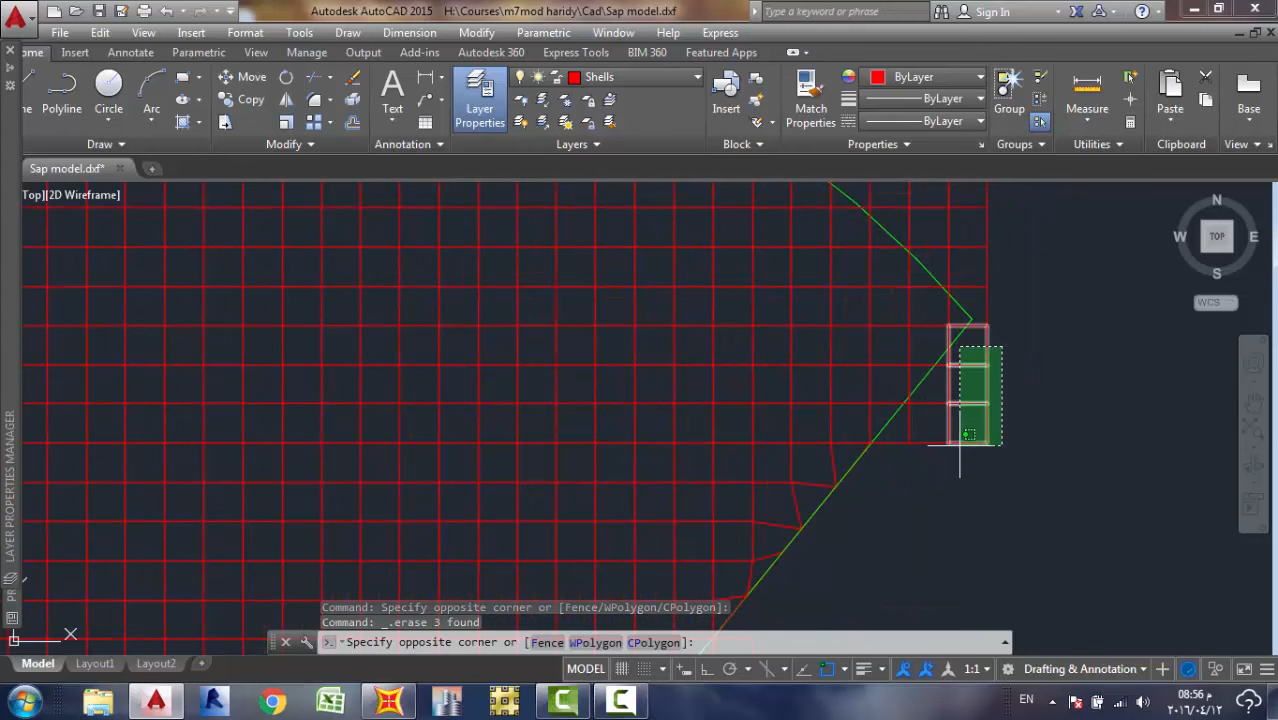 Autodesk AutoCAD 2015 H:\Courses\m7mod haridy\Cad\Sap model.dxf
Type a keyword or phrase
Sign In
File Edit View Insert Format Tools Draw Dimension Modify Parametric Window Help Express
ome Insert Annotate Parametric View Manage Output Add-ins Autodesk 360 Express Tools BIM 360 Featured Apps
ne Polyline Circle Arc
Move
Copy
Text
Layer Properties
Shells
Insert
Match Properties
ByLayer
ByLayer
ByLayer
Group
Measure
Paste
Base
Draw Modify Annotation Layers Block Properties Groups Utilities Clipboard View
Sap model.dxf*
Top][2D Wireframe]
N
W TOP E
S
WCS
LAYER PROPERTIES MANAGER
PR
Command: Specify opposite corner or [Fence/WPolygon/CPolygon]:
Command: _.erase 3 found
Specify opposite corner or [Fence WPolygon CPolygon]:
X
Model Layout1 Layout2 +
MODEL 1:1 Drafting & Annotation
EN
08:56 م
٢٠١٦/٠٤/١٢